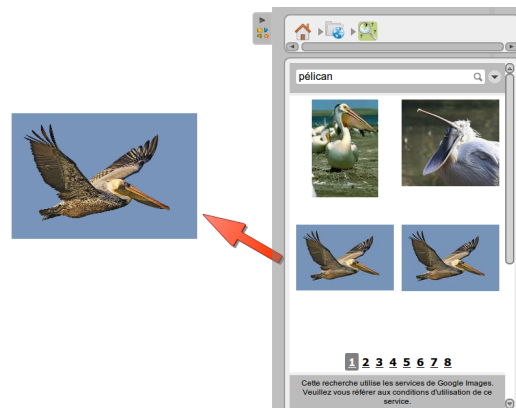 pélican
1 2 3 4 5 6 7 8
Cette recherche utilise les services de Google Images.
Veuillez vous référer aux conditions d'utilisation de ce
service.